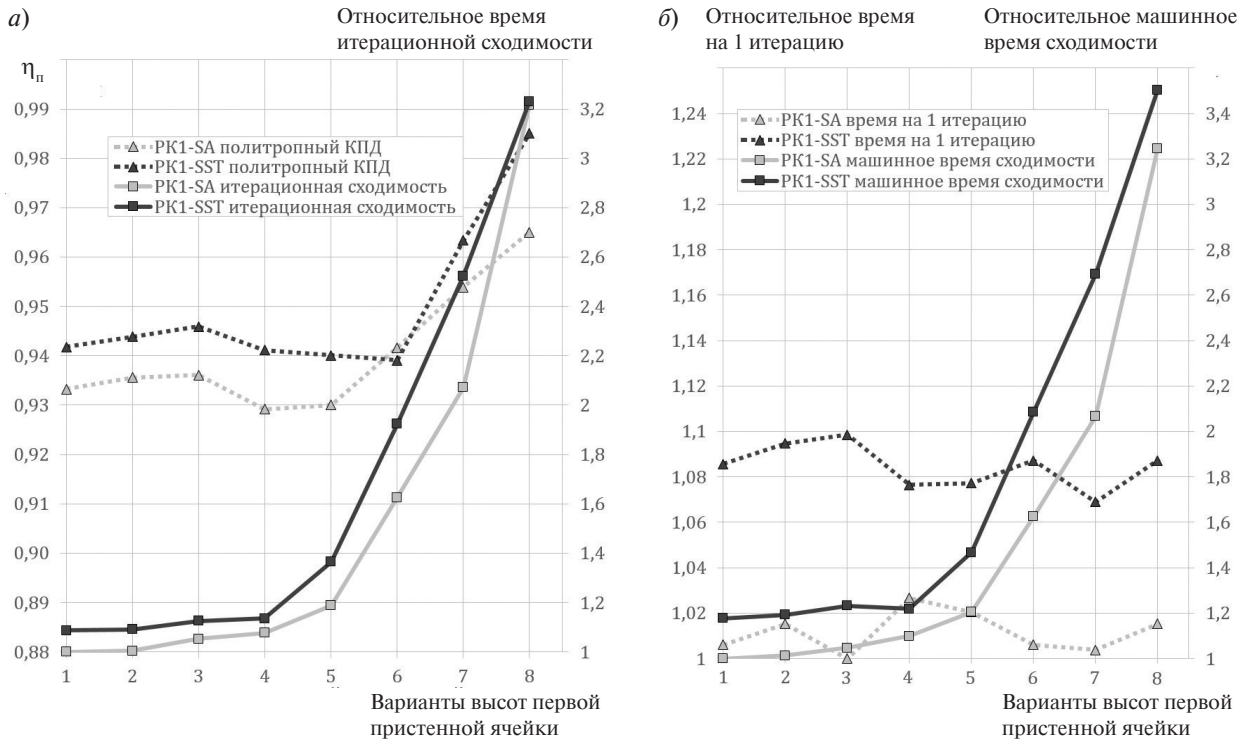 а)
Относительное время
итерационной сходимости
ηп
0,99
0,98
0,97
0,96
0,95
0,94
0,93
0,92
0,91
0,90
0,89
0,88
РК1-SA политропный КПД
РК1-SST политропный КПД
РК1-SA итерационная сходимость
РК1-SST итерационная сходимость
3,2
3
2,8
2,6
2,4
2,2
2
1,8
1,6
1,4
1,2
1
1 2 3 4 5 6 7 8
Варианты высот первой
пристенной ячейки
б)
Относительное время
на 1 итерацию
Относительное машинное
время сходимости
1,24
1,22
1,2
1,18
1,16
1,14
1,12
1,1
1,08
1,06
1,04
1,02
1
РК1-SA время на 1 итерацию
РК1-SST время на 1 итерацию
РК1-SA машинное время сходимости
РК1-SST машинное время сходимости
3,4
3,2
3
2,8
2,6
2,4
2,2
2
1,8
1,6
1,4
1,2
1
1 2 3 4 5 6 7 8
Варианты высот первой
пристенной ячейки